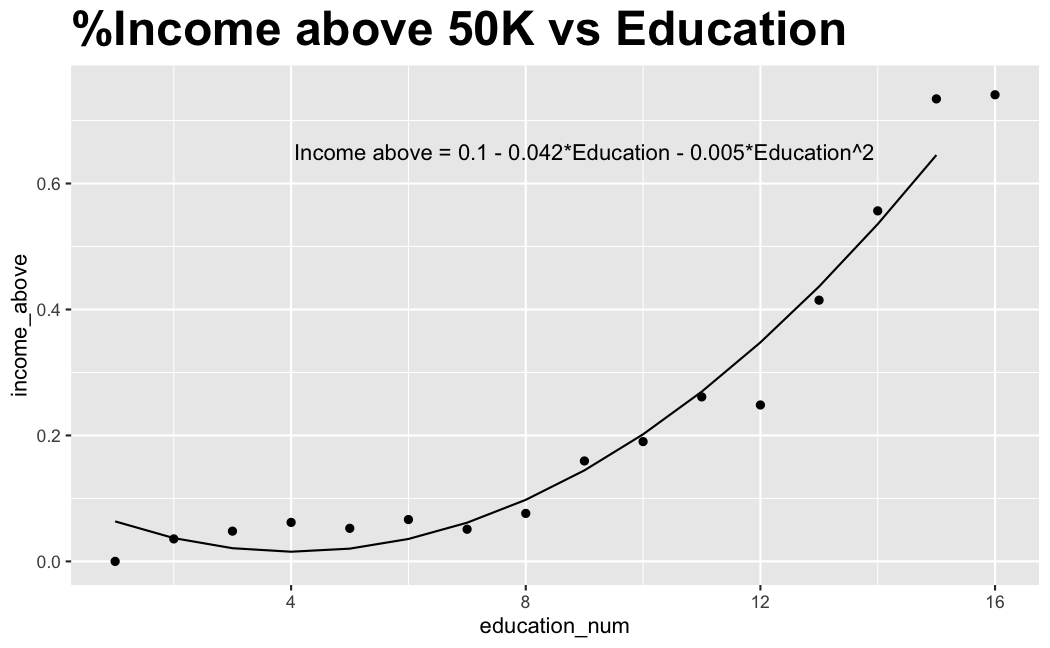 %Income above 50K vs Education
Income above = 0.1 - 0.042*Education - 0.005*Education^2
income_above
0.6
0.4
0.2
0.0
4 8 12 16
education_num